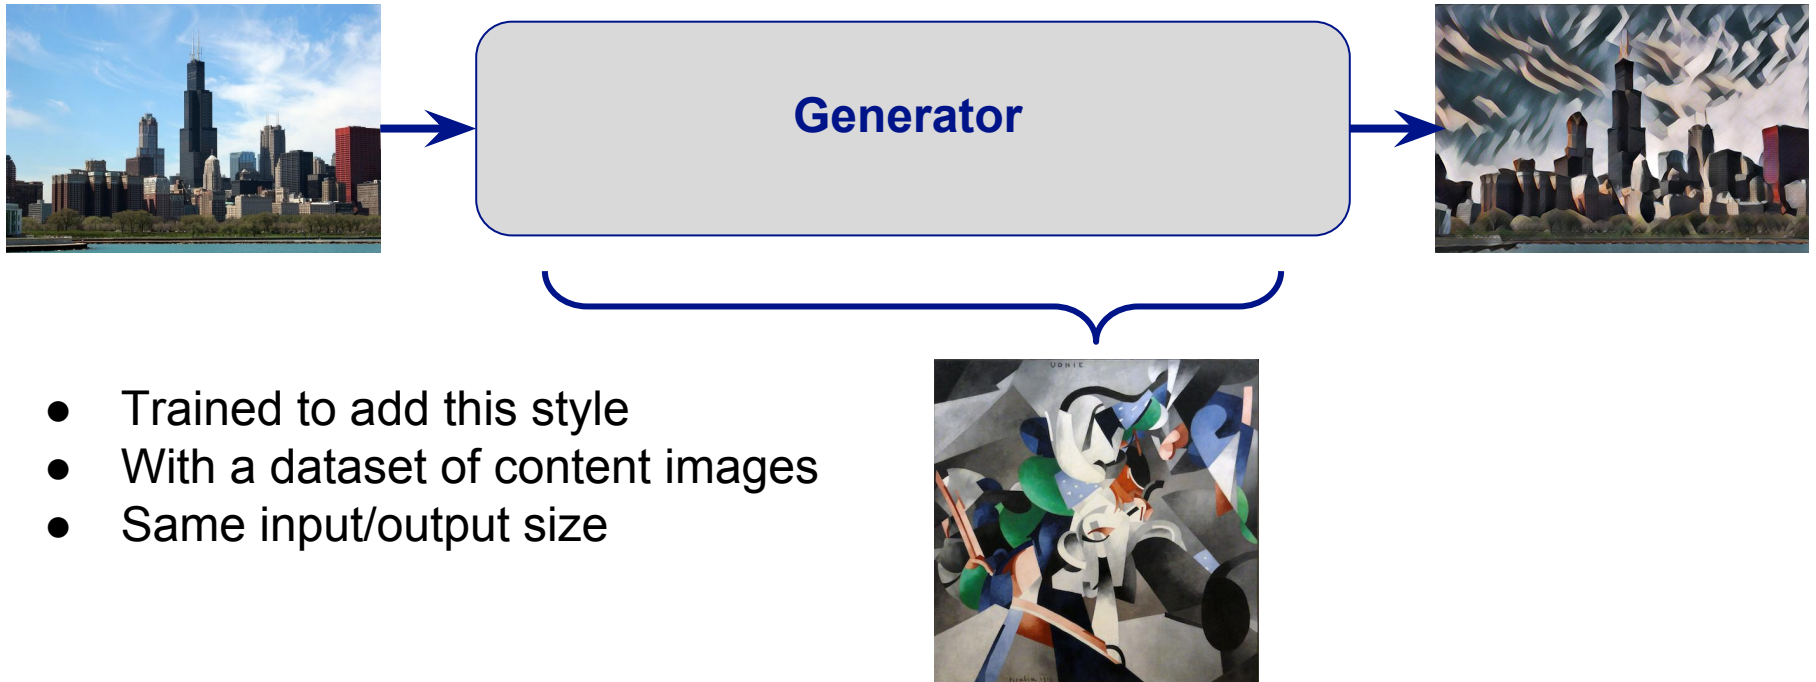 Generator
● Trained to add this style
● With a dataset of content images
● Same input/output size
UDNIE